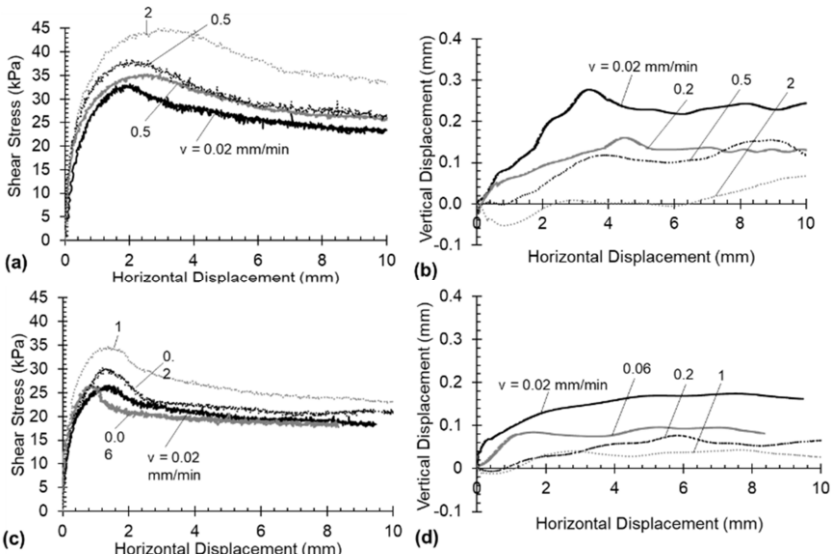 45
40
35
30
25
20
15
10
5
0
Shear Stress (kPa)
2
0.5
0.5
v = 0.02 mm/min
0 2 4 6 8 10
Horizontal Displacement (mm)
(a)
0.4
0.3
0.2
0.1
0.0
-0.1
Vertical Displacement (mm)
v = 0.02 mm/min
0.2
0.5
2
0 2 4 6 8 10
Horizontal Displacement (mm)
(b)
45
40
35
30
25
20
15
10
5
0
Shear Stress (kPa)
1
0.
2
0.0
6
v = 0.02
mm/min
0 2 4 6 8 10
Horizontal Displacement (mm)
(c)
0.4
0.3
0.2
0.1
0
-0.1
Vertical Displacement (mm)
v = 0.02 mm/min
0.06
0.2
1
0 2 4 6 8 10
Horizontal Displacement (mm)
(d)